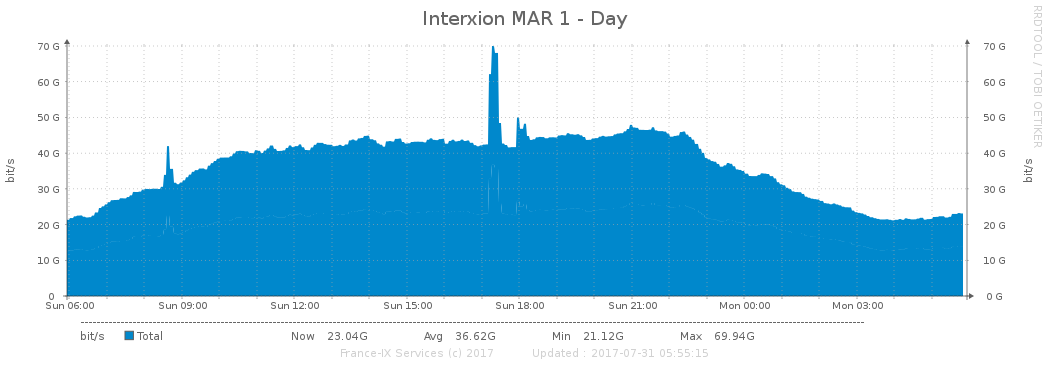 Interxion MAR 1 - Day
RRDTOOL / TOBI OETIKER
bit/s
70 G 70 G
60 G 60 G
50 G 50 G
40 G 40 G
30 G 30 G
20 G 20 G
10 G 10 G
0 0 G
bit/s
Sun 06:00 Sun 09:00 Sun 12:00 Sun 15:00 Sun 18:00 Sun 21:00 Mon 00:00 Mon 03:00
bit/s Total Now 23.04G Avg 36.62G Min 21.12G Max 69.94G
France-IX Services (c) 2017 Updated : 2017-07-31 05:55:15